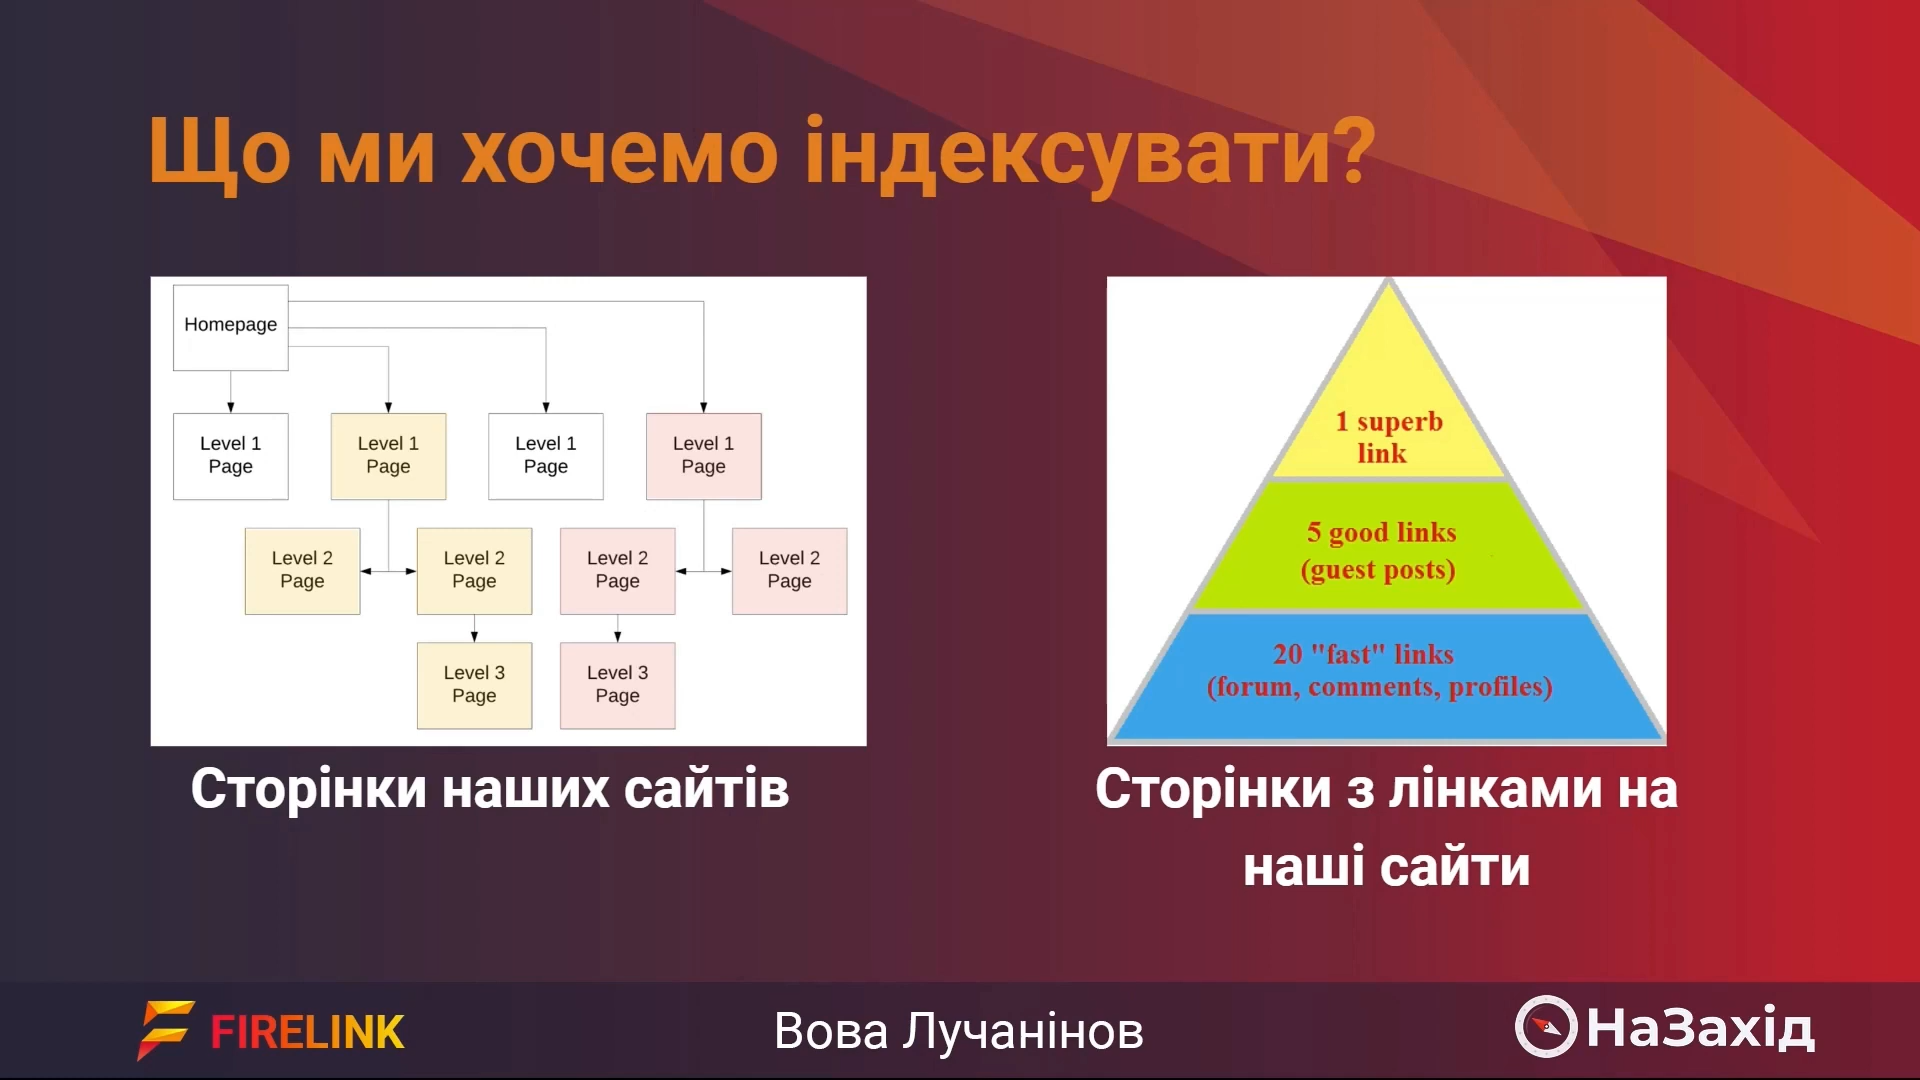 Що ми хочемо індексувати?
Homepage
Level 1
Page
Level 1
Page
Level 1
Page
Level 1
Page
Level 2
Page
Level 2
Page
Level 2
Page
Level 2
Page
Level 3
Page
Level 3
Page
Сторінки наших сайтів
1 superb
link
5 good links
(guest posts)
20 "fast" links
(forum, comments, profiles)
Сторінки з лінками на
наші сайти
FIRELINK
Вова Лучанінов
НаЗахід